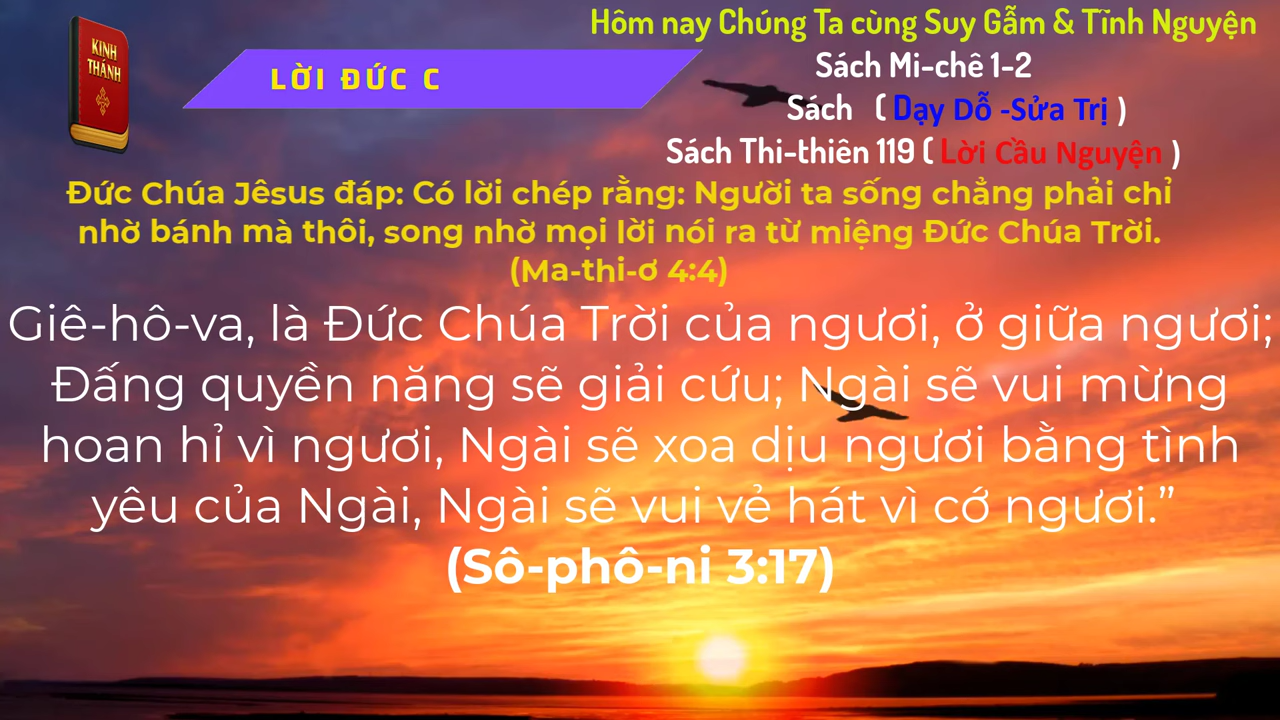 KINH
THÁNH
LỜI ĐỨC C
Hôm nay Chúng Ta cùng Suy Gẫm & Tĩnh Nguyện
Sách Mi-chê 1-2
Sách ( Dạy Dỗ -Sửa Trị )
Sách Thi-thiên 119 ( Lời Cầu Nguyện )
Đức Chúa Jêsus đáp: Có lời chép rằng: Người ta sống chẳng phải chỉ
nhờ bánh mà thôi, song nhờ mọi lời nói ra từ miệng Đức Chúa Trời.
(Ma-thi-ơ 4:4)
Giê-hô-va, là Đức Chúa Trời của ngươi, ở giữa ngươi;
Đấng quyền năng sẽ giải cứu; Ngài sẽ vui mừng
hoan hỉ vì ngươi, Ngài sẽ xoa dịu ngươi bằng tình
yêu của Ngài, Ngài sẽ vui vẻ hát vì cớ ngươi.”
(Sô-phô-ni 3:17)